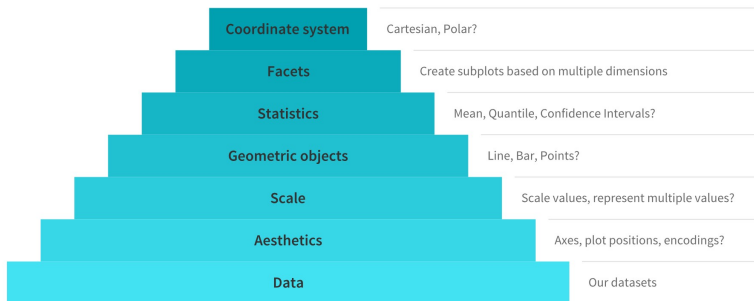 Coordinate system Cartesian, Polar?
Facets Create subplots based on multiple dimensions
Statistics Mean, Quantile, Confidence Intervals?
Geometric objects Line, Bar, Points?
Scale Scale values, represent multiple values?
Aesthetics Axes, plot positions, encodings?
Data Our datasets